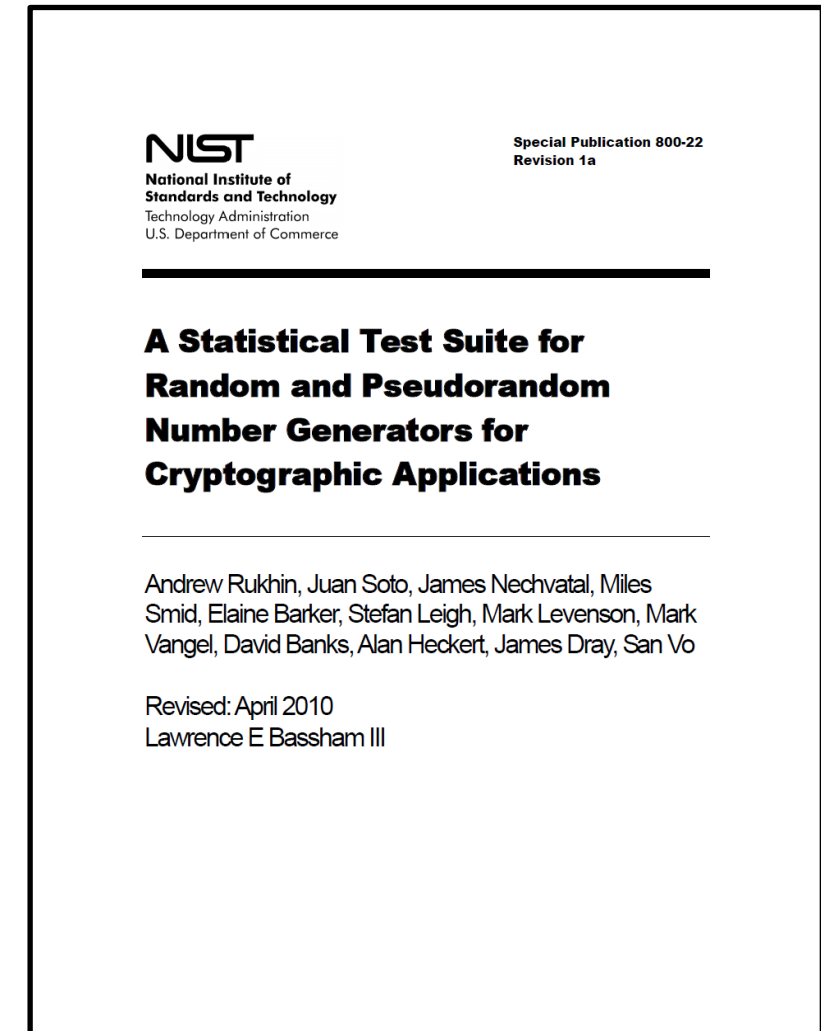 NIST
National Institute of
Standards and Technology
Technology Administration
U.S. Department of Commerce
Special Publication 800-22
Revision 1a
A Statistical Test Suite for
Random and Pseudorandom
Number Generators for
Cryptographic Applications
Andrew Rukhin, Juan Soto, James Nechvatal, Miles
Smid, Elaine Barker, Stefan Leigh, Mark Levenson, Mark
Vangel, David Banks, Alan Heckert, James Dray, San Vo
Revised: April 2010
Lawrence E Bassham III